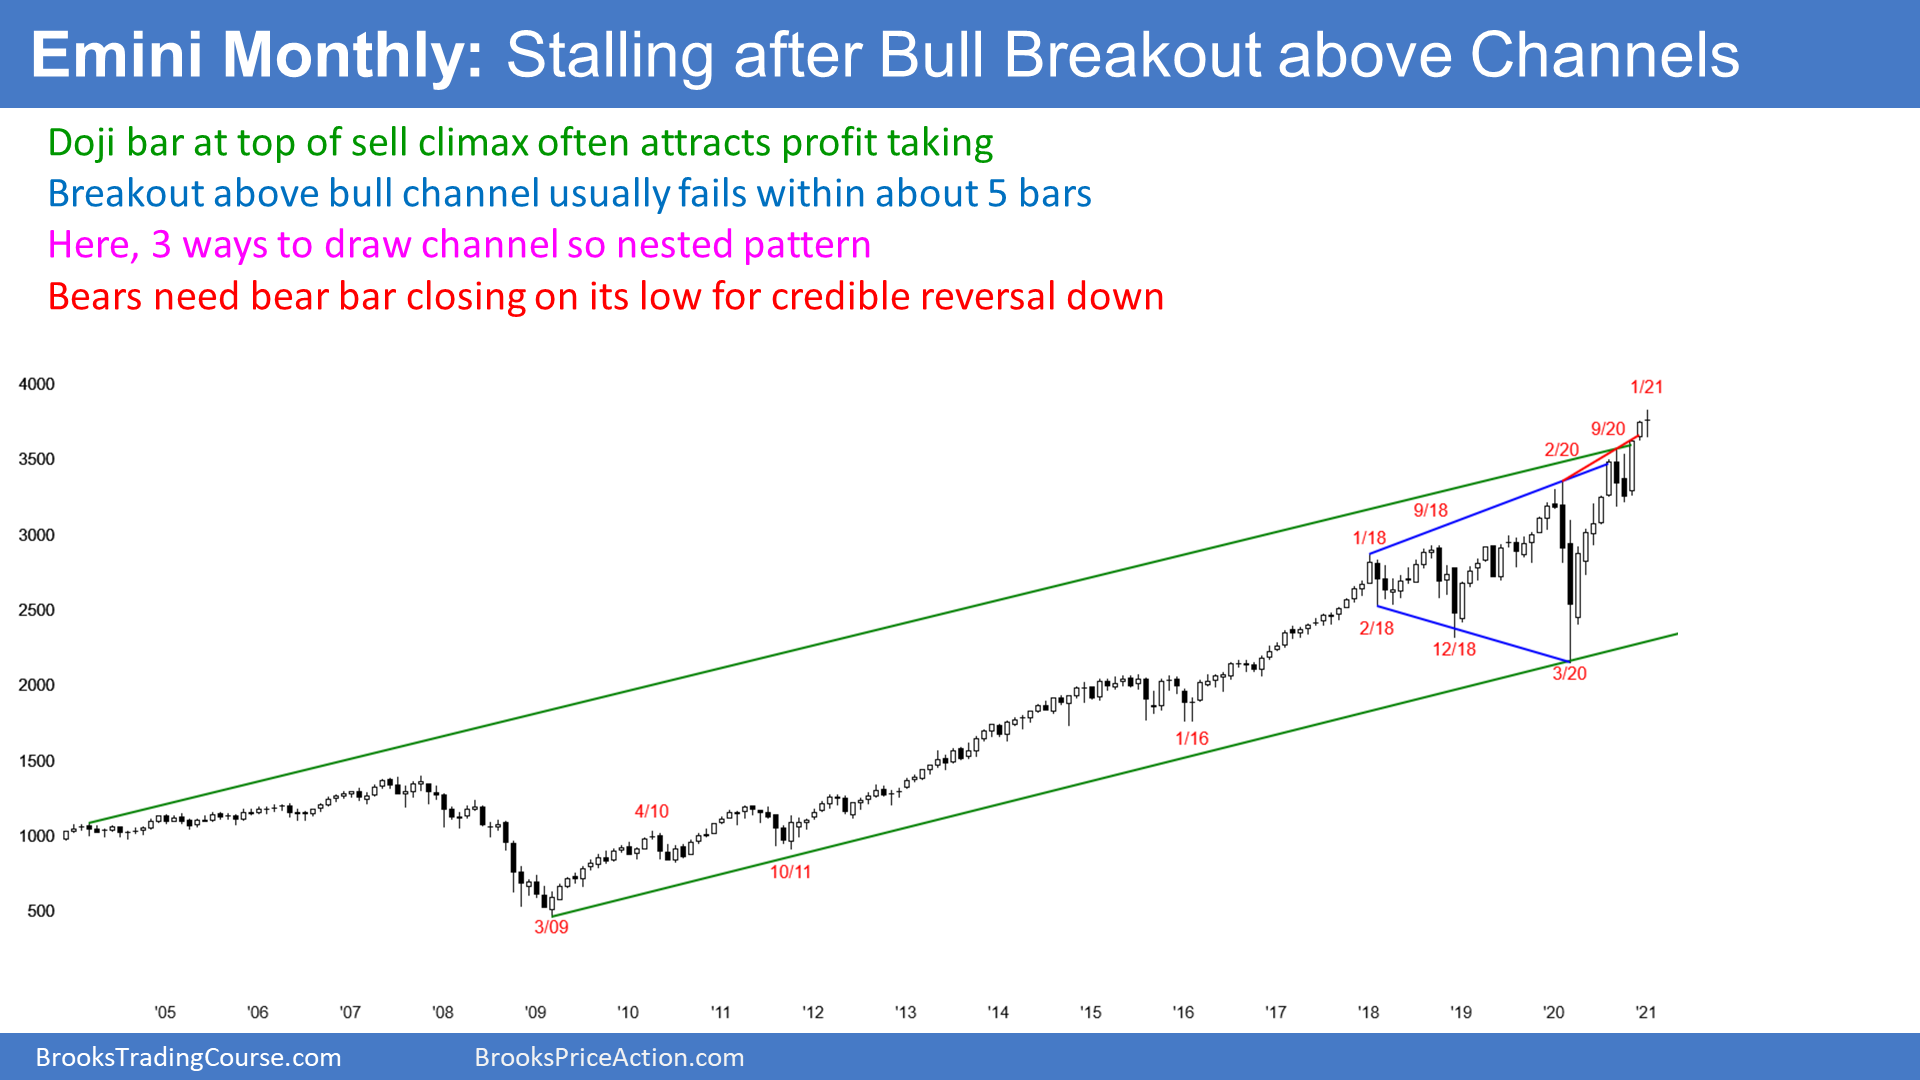 Emini Monthly: Stalling after Bull Breakout above Channels
Doji bar at top of sell climax often attracts profit taking
Breakout above bull channel usually fails within about 5 bars
Here, 3 ways to draw channel so nested pattern
Bears need bear bar closing on its low for credible reversal down
4000
1/21
9/20
2/20
3500
9/18
3000
1/18
2500
2/18
12/18
3/20
2000
1/16
1500
4/10
1000
10/11
500
3/09
'05 '06 '07 '08 '09 '10 '11 '12 '13 '14 '15 '16 '17 '18 '19 '20 '21
BrooksTradingCourse.com BrooksPriceAction.com